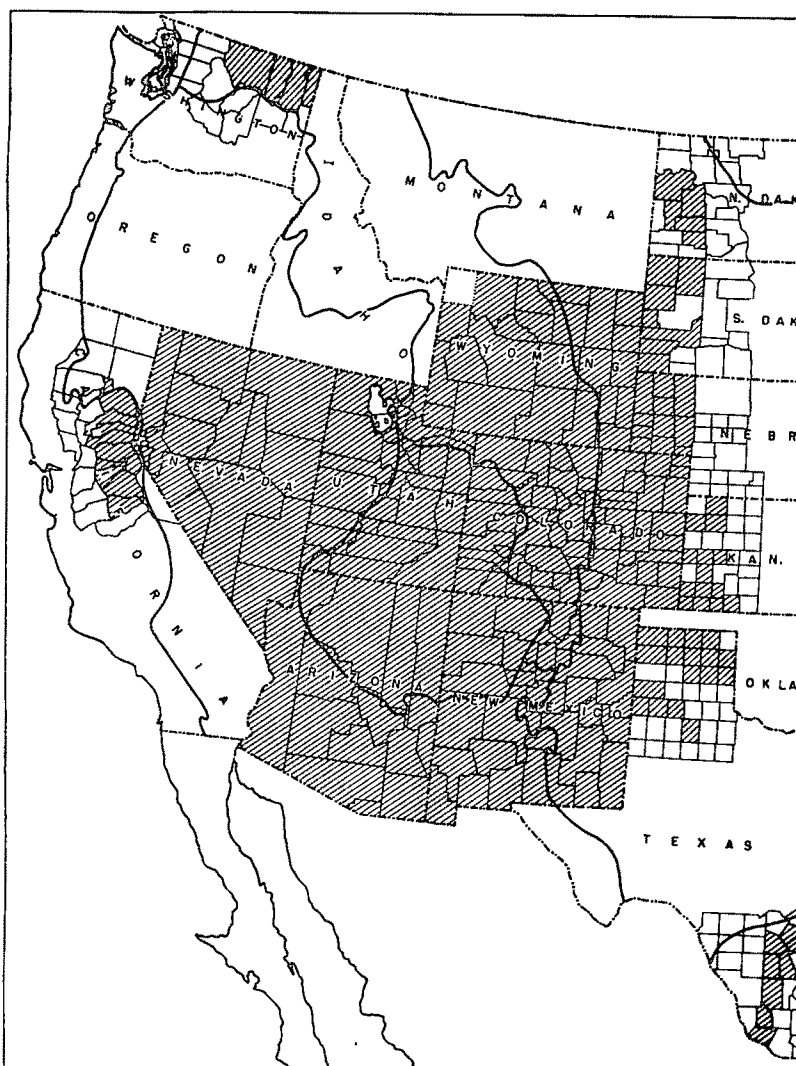 WASHINGTON
MONTANA
N. DAK
OREGON
IDAHO
S. DAK
WYOMING
NEBR
NEVADA
UTAH
COLORADO
KAN.
CALIFORNIA
ARIZONA
NEW MEXICO
OKLA
TEXAS